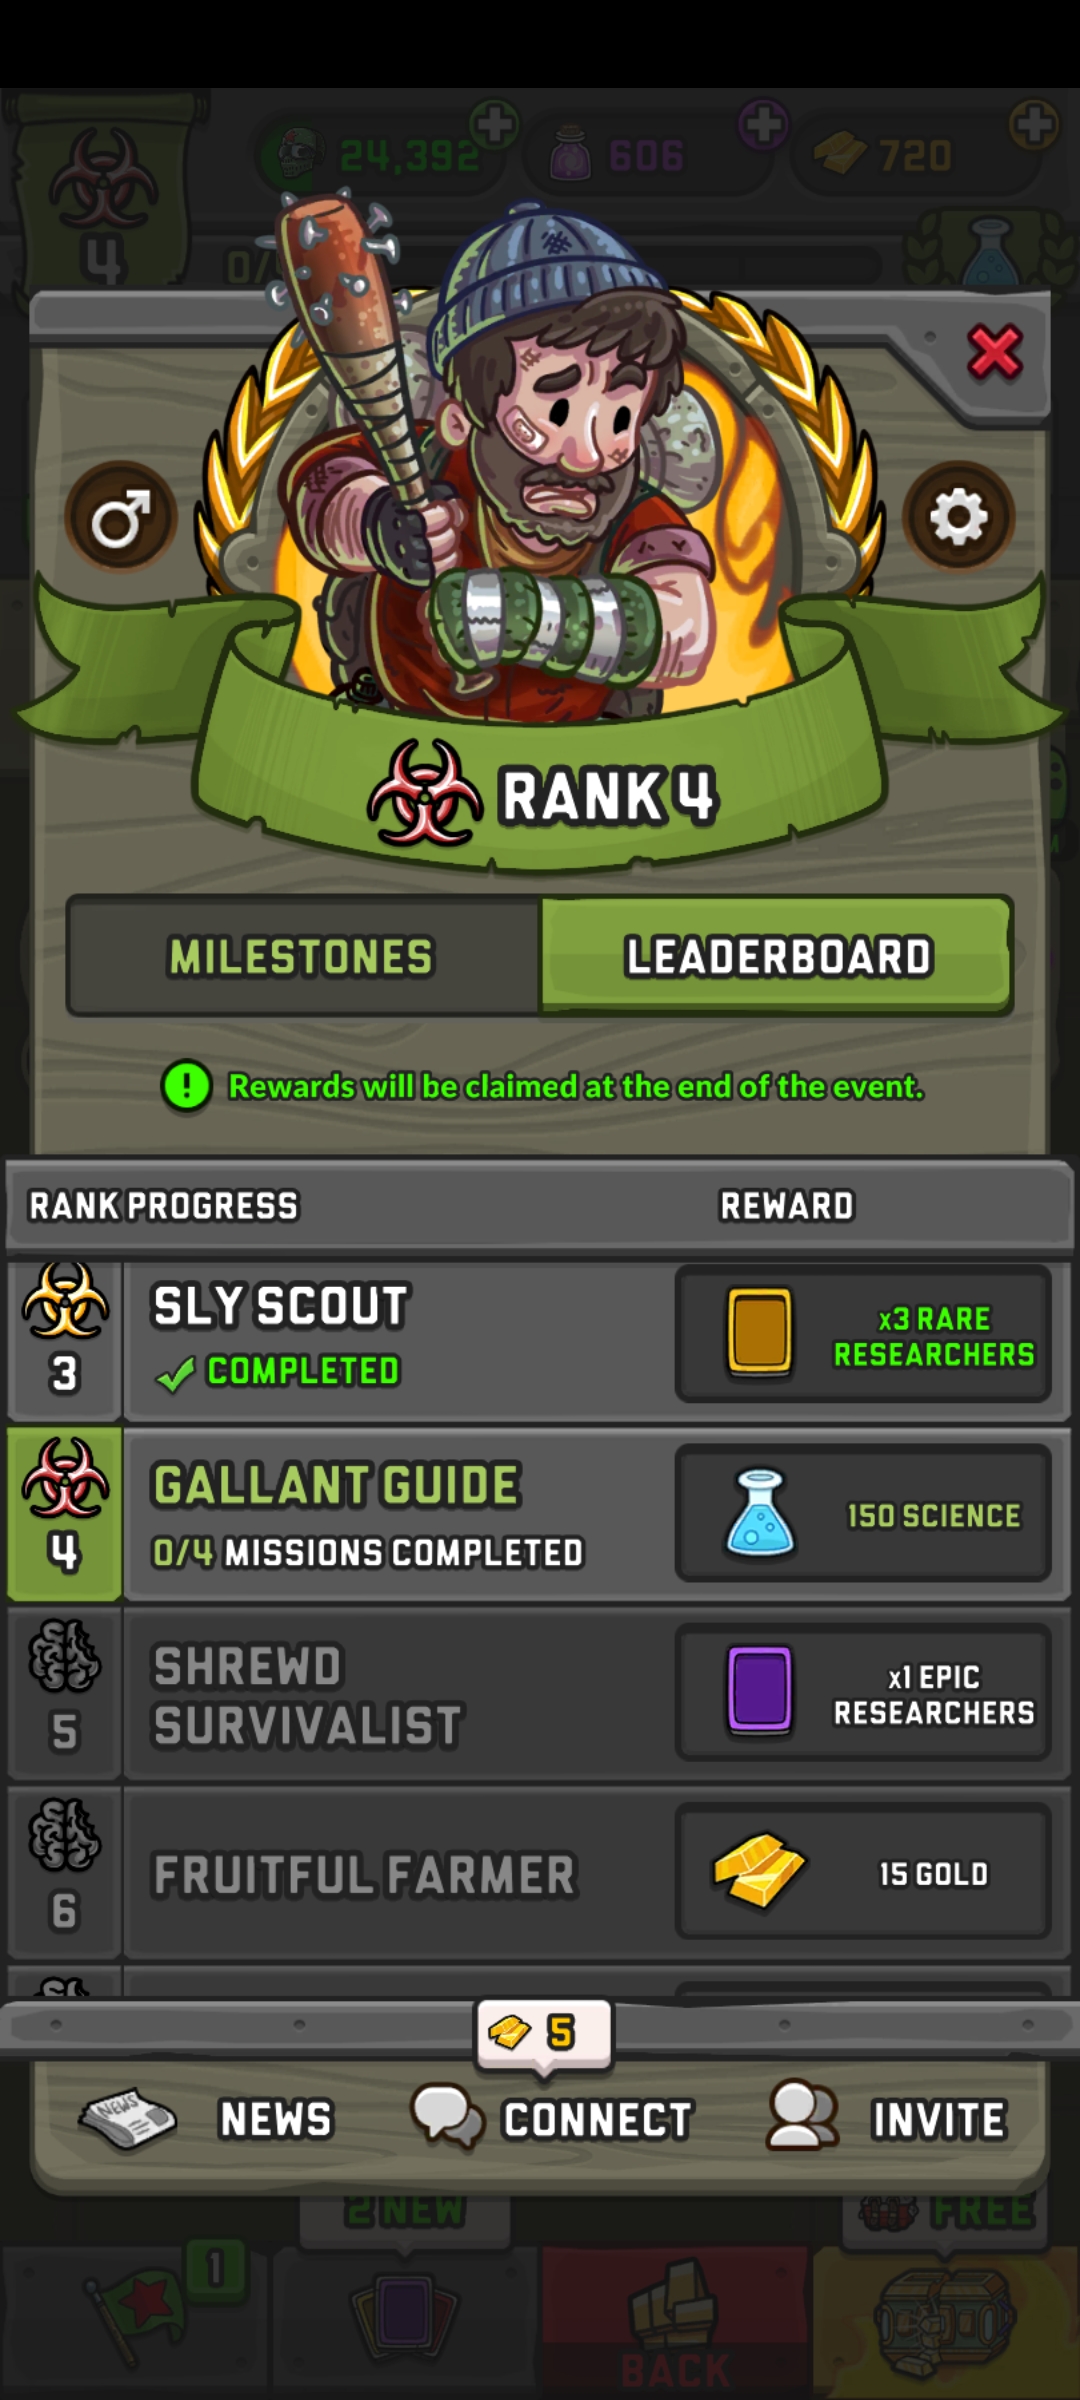 24,392
606
720
4
0/
RANK 4
MILESTONES
LEADERBOARD
! Rewards will be claimed at the end of the event.
RANK PROGRESS
REWARD
3
SLY SCOUT
COMPLETED
x3 RARE
RESEARCHERS
4
GALLANT GUIDE
0/4 MISSIONS COMPLETED
150 SCIENCE
5
SHREWD
SURVIVALIST
x1 EPIC
RESEARCHERS
6
FRUITFUL FARMER
15 GOLD
5
NEWS
NEWS
CONNECT
INVITE
2 NEW
FREE
1
BACK